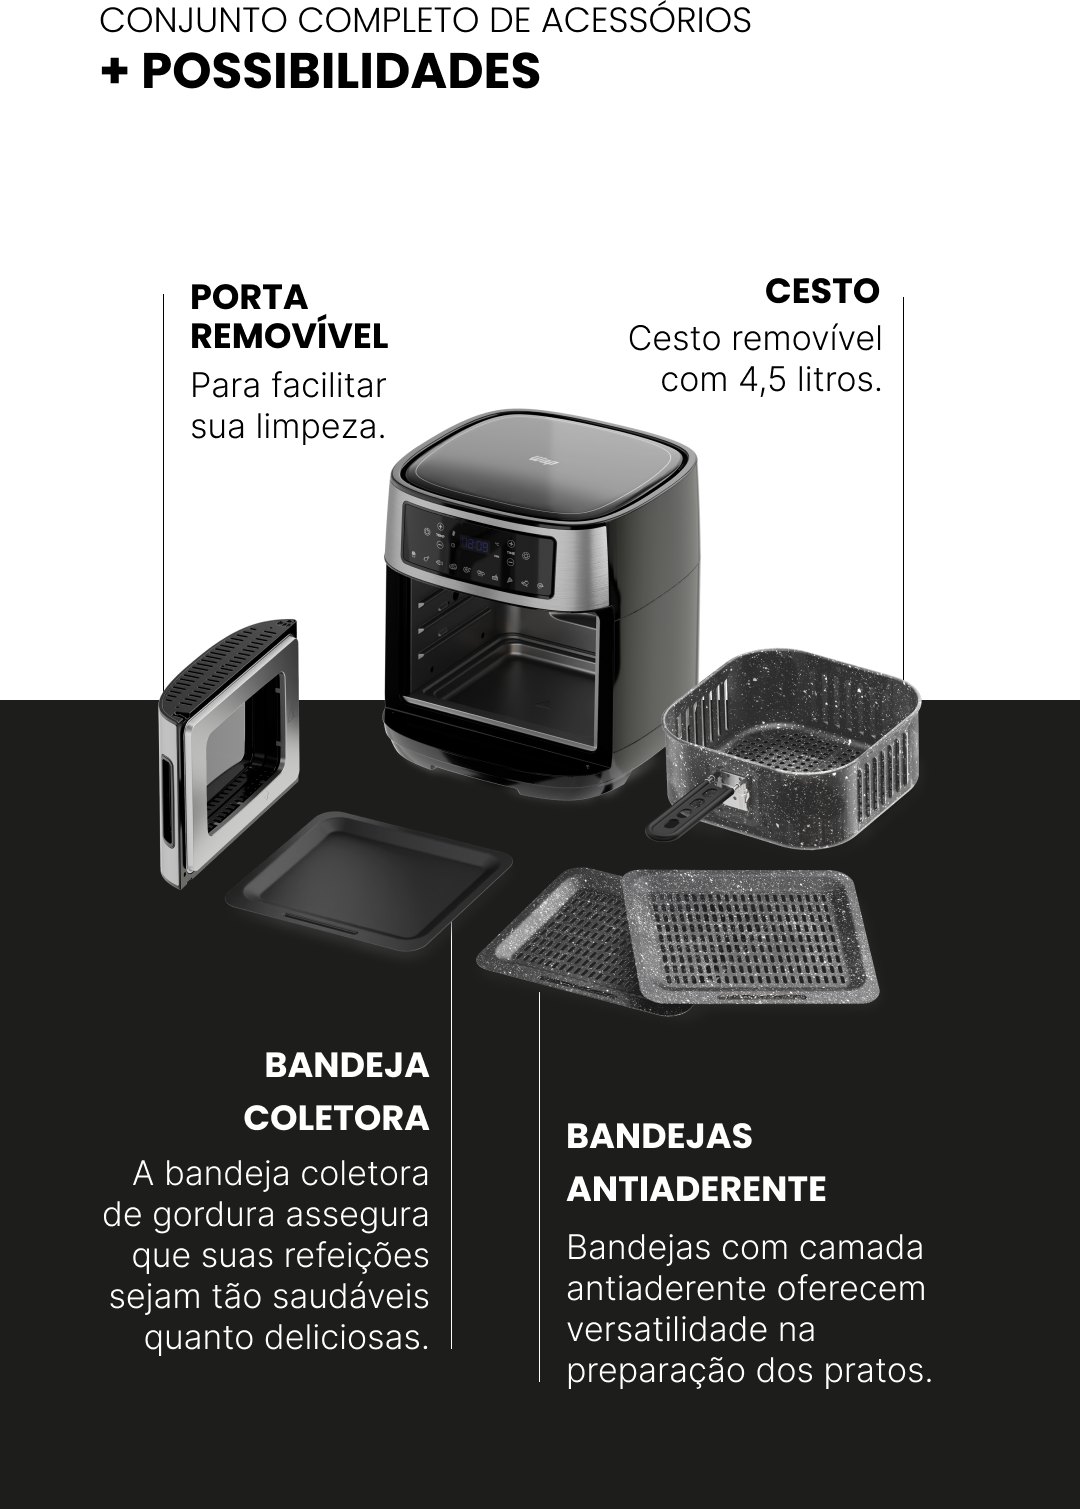 CONJUNTO COMPLETO DE ACESSÓRIOS
+ POSSIBILIDADES
PORTA
REMOVÍVEL
Para facilitar
sua limpeza.
CESTO
Cesto removível
com 4,5 litros.
wap
BANDEJA
COLETORA
A bandeja coletora
de gordura assegura
que suas refeições
sejam tão saudáveis
quanto deliciosas.
BANDEJAS
ANTIADERENTE
Bandejas com camada
antiaderente oferecem
versatilidade na
preparação dos pratos.